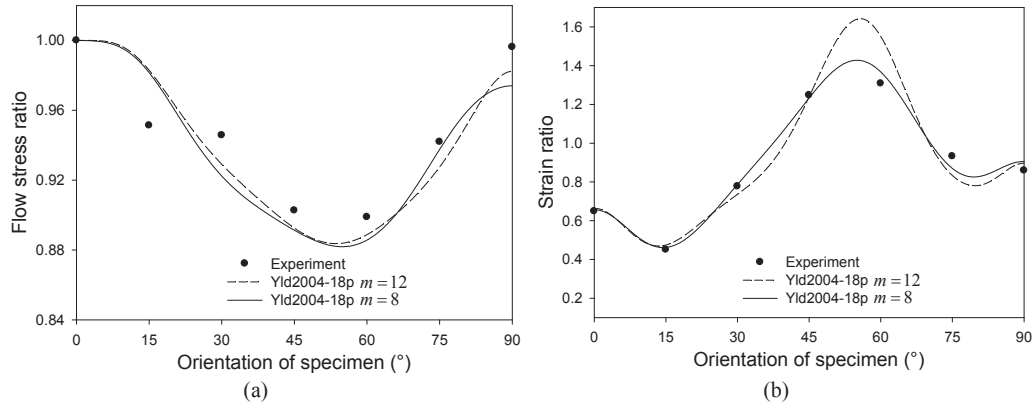 Flow stress ratio
1.00
0.96
0.92
0.88
0.84
Experiment
Yld2004-18p m = 12
Yld2004-18p m = 8
0 15 30 45 60 75 90
Orientation of specimen (°)
(a)
Strain ratio
1.6
1.4
1.2
1.0
0.8
0.6
0.4
0.2
Experiment
Yld2004-18p m = 12
Yld2004-18p m = 8
0 15 30 45 60 75 90
Orientation of specimen (°)
(b)